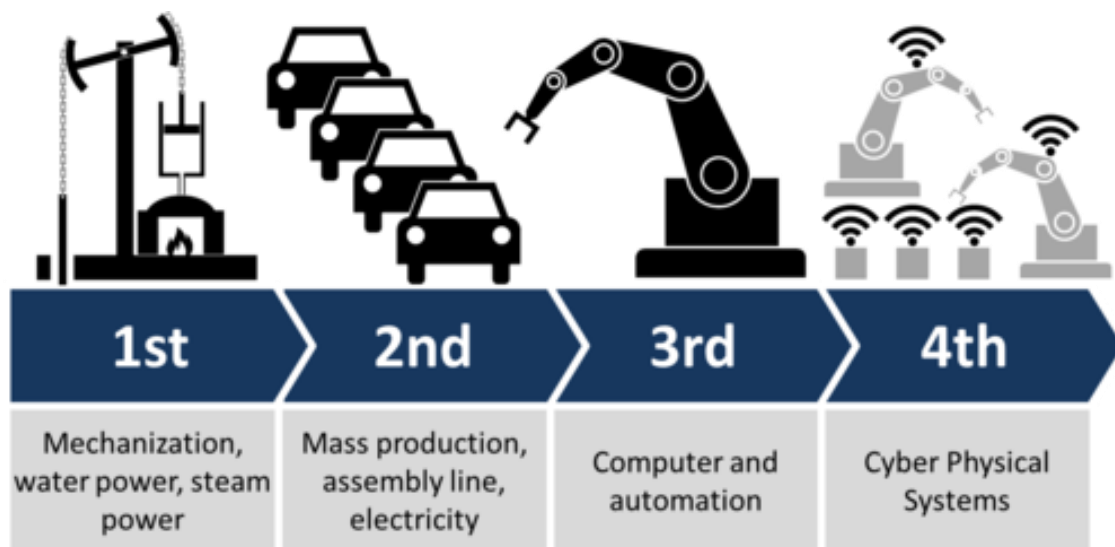 1st
2nd
3rd
4th
Mechanization,
water power, steam
power
Mass production,
assembly line,
electricity
Computer and
automation
Cyber Physical
Systems